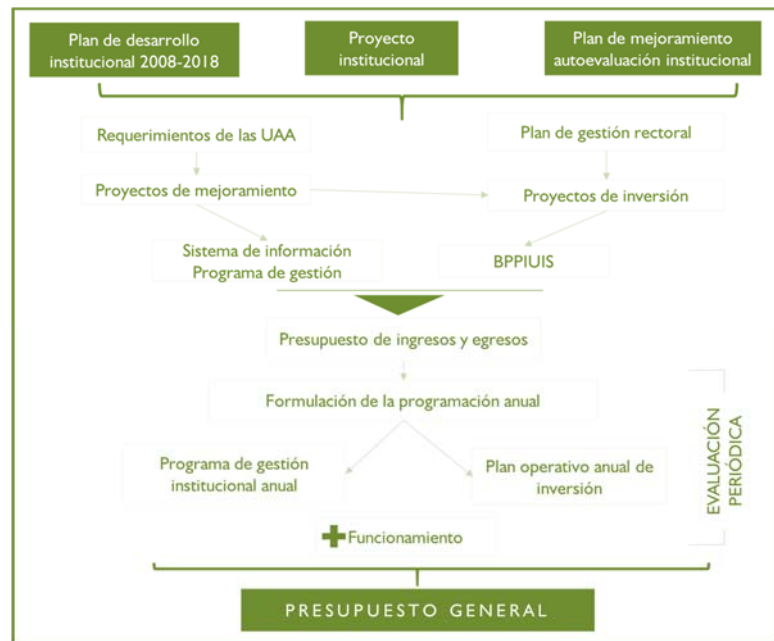 Plan de desarrollo
institucional 2008-2018
Proyecto
institucional
Plan de mejoramiento
autoevaluación institucional
Requerimientos de las UAA
Plan de gestión rectoral
Proyectos de mejoramiento
Proyectos de inversión
Sistema de información
Programa de gestión
BPPIUIS
Presupuesto de ingresos y egresos
Formulación de la programación anual
Programa de gestión
institucional anual
Plan operativo anual de
inversión
Funcionamiento
EVALUACIÓN
PERIÓDICA
PRESUPUESTO GENERAL